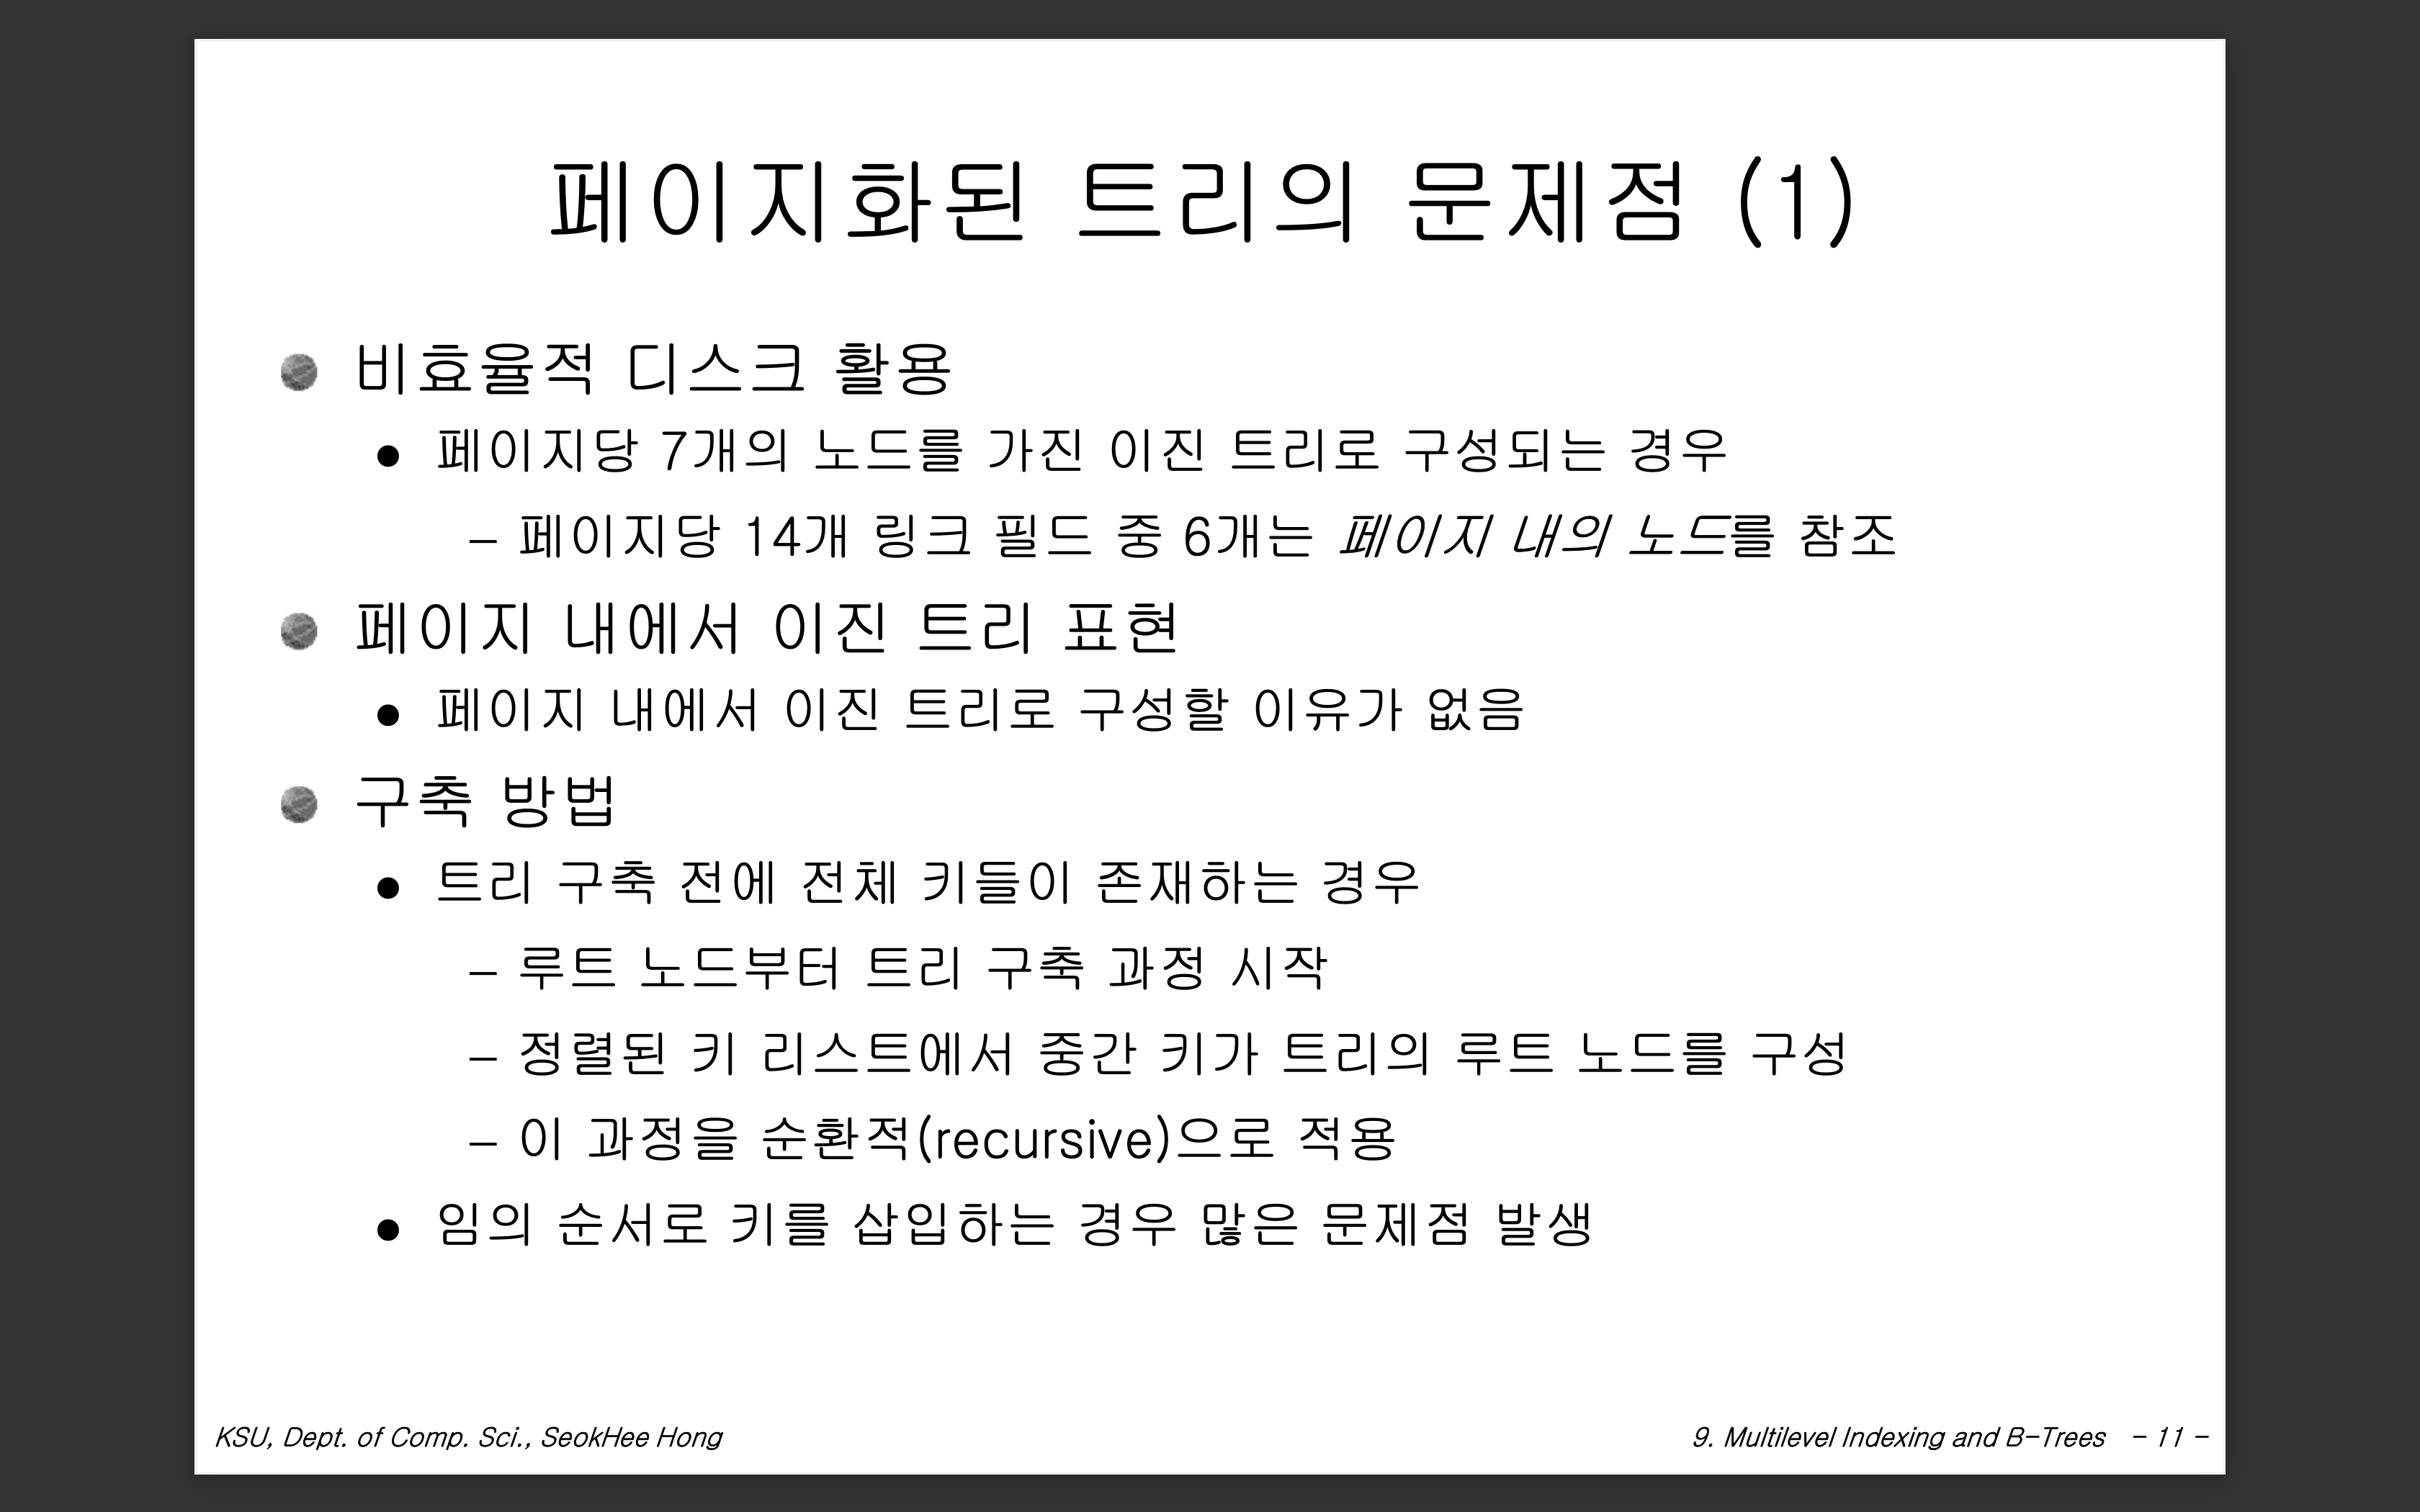 페이지화된 트리의 문제점 (1)
비효율적 디스크 활용
• 페이지당 7개의 노드를 가진 이진 트리로 구성되는 경우
– 페이지당 14개 링크 필드 중 6개는 페이지 내의 노드를 참조
페이지 내에서 이진 트리 표현
• 페이지 내에서 이진 트리로 구성할 이유가 없음
구축 방법
• 트리 구축 전에 전체 키들이 존재하는 경우
– 루트 노드부터 트리 구축 과정 시작
– 정렬된 키 리스트에서 중간 키가 트리의 루트 노드를 구성
– 이 과정을 순환적(recursive)으로 적용
• 임의 순서로 키를 삽입하는 경우 많은 문제점 발생
KSU, Dept. of Comp. Sci., SeokHee Hong
9. Multilevel Indexing and B-Trees – 11 –